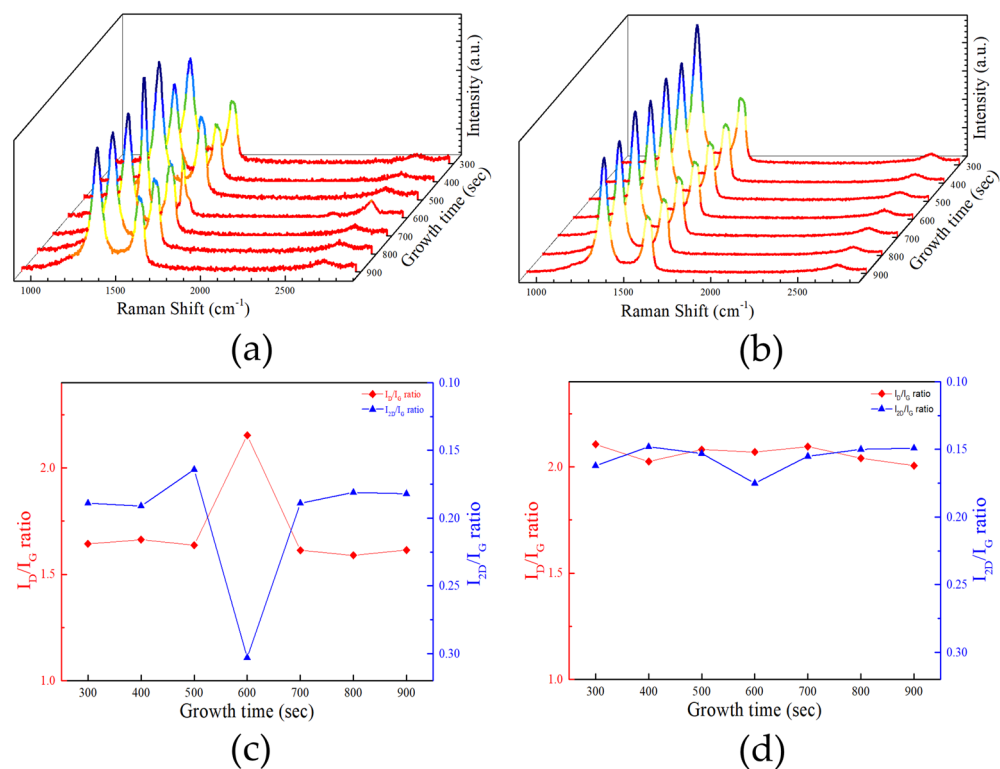 Intensity (a.u.)
300
400
500
600
700
800
900
Growth time (sec)
1000
1500
2000
2500
Raman Shift (cm⁻¹)
(a)
Intensity (a.u.)
300
400
500
600
700
800
900
Growth time (sec)
1000
1500
2000
2500
Raman Shift (cm⁻¹)
(b)
I_D/I_G ratio
I_2D/I_G ratio
2.0
1.5
1.0
I_D/I_G ratio
0.10
0.15
0.20
0.25
0.30
I_2D/I_G ratio
300 400 500 600 700 800 900
Growth time (sec)
(c)
I_D/I_G ratio
I_2D/I_G ratio
2.0
1.5
1.0
I_D/I_G ratio
0.10
0.15
0.20
0.25
0.30
I_2D/I_G ratio
300 400 500 600 700 800 900
Growth time (sec)
(d)